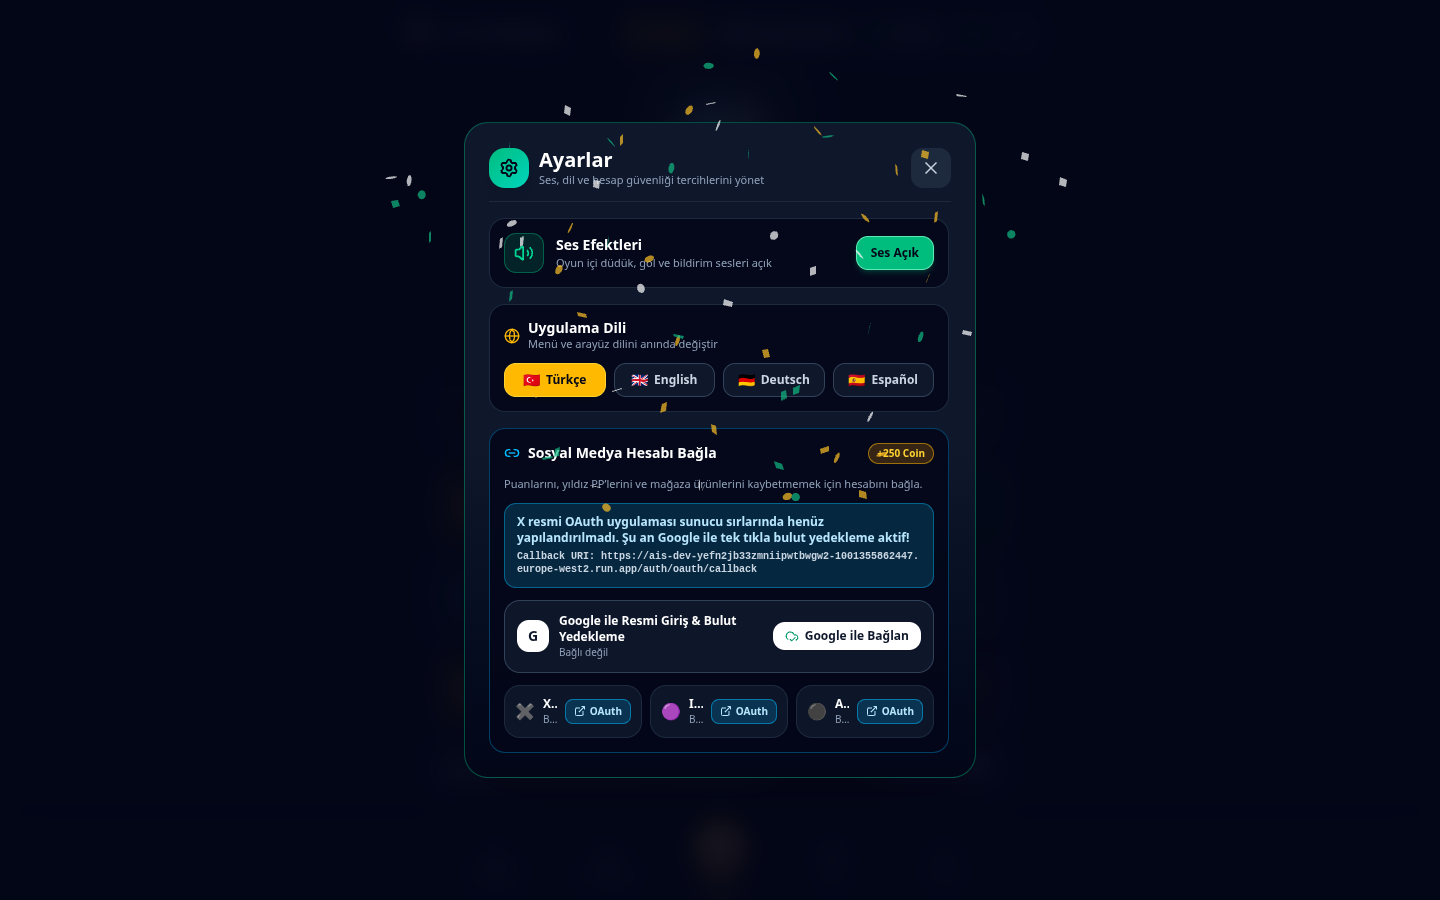 Ayarlar
Ses, dil ve hesap güvenliği tercihlerini yönet
Ses Efektleri
Oyun içi düdük, gol ve bildirim sesleri açık
Ses Açık
Uygulama Dili
Menü ve arayüz dilini anında değiştir
Türkçe
English
Deutsch
Español
Sosyal Medya Hesabı Bağla
+250 Coin
Puanlarını, yıldız PP'lerini ve mağaza ürünlerini kaybetmemek için hesabını bağla.
X resmi OAuth uygulaması sunucu sırlarında henüz
yapılandırılmadı. Şu an Google ile tek tıkla bulut yedekleme aktif!
Callback URI: https://ais-dev-yefn2jb33zmniipwtbwgw2-1001355862447.
europe-west2.run.app/auth/oauth/callback
G
Google ile Resmi Giriş & Bulut
Yedekleme
Bağlı değil
Google ile Bağlan
X..
B...
OAuth
I...
B...
OAuth
A..
B...
OAuth